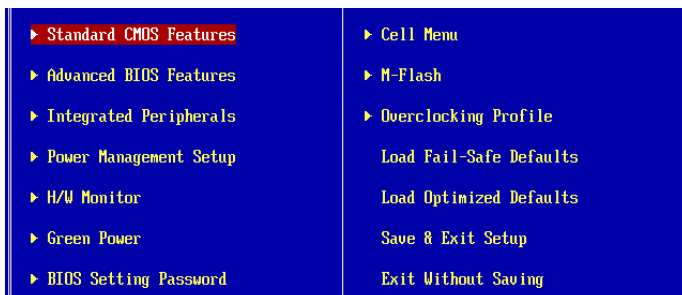 Standard CMOS Features
Advanced BIOS Features
Integrated Peripherals
Power Management Setup
H/W Monitor
Green Power
BIOS Setting Password
Cell Menu
M-Flash
Overclocking Profile
Load Fail-Safe Defaults
Load Optimized Defaults
Save & Exit Setup
Exit Without Saving